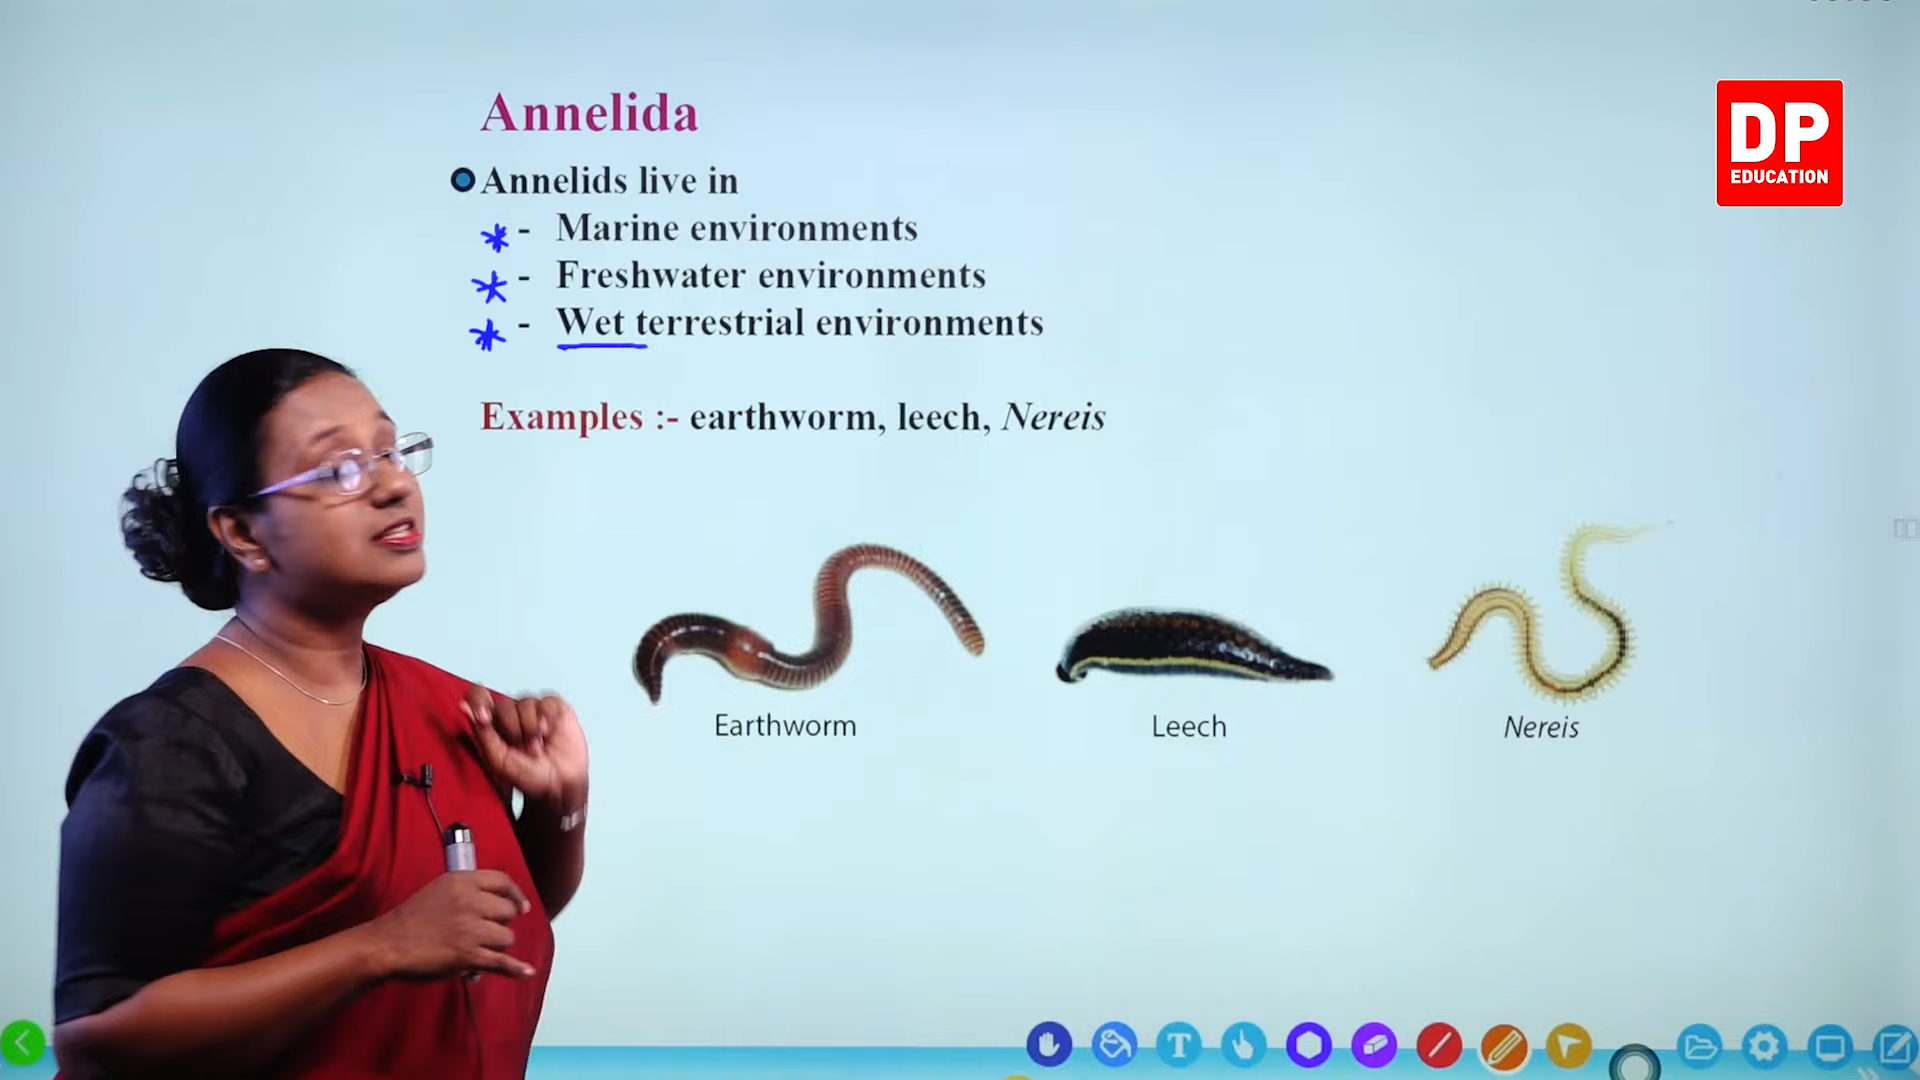 Annelida
DP
EDUCATION
Annelids live in
- Marine environments
- Freshwater environments
- Wet terrestrial environments
Examples :- earthworm, leech, Nereis
Earthworm
Leech
Nereis